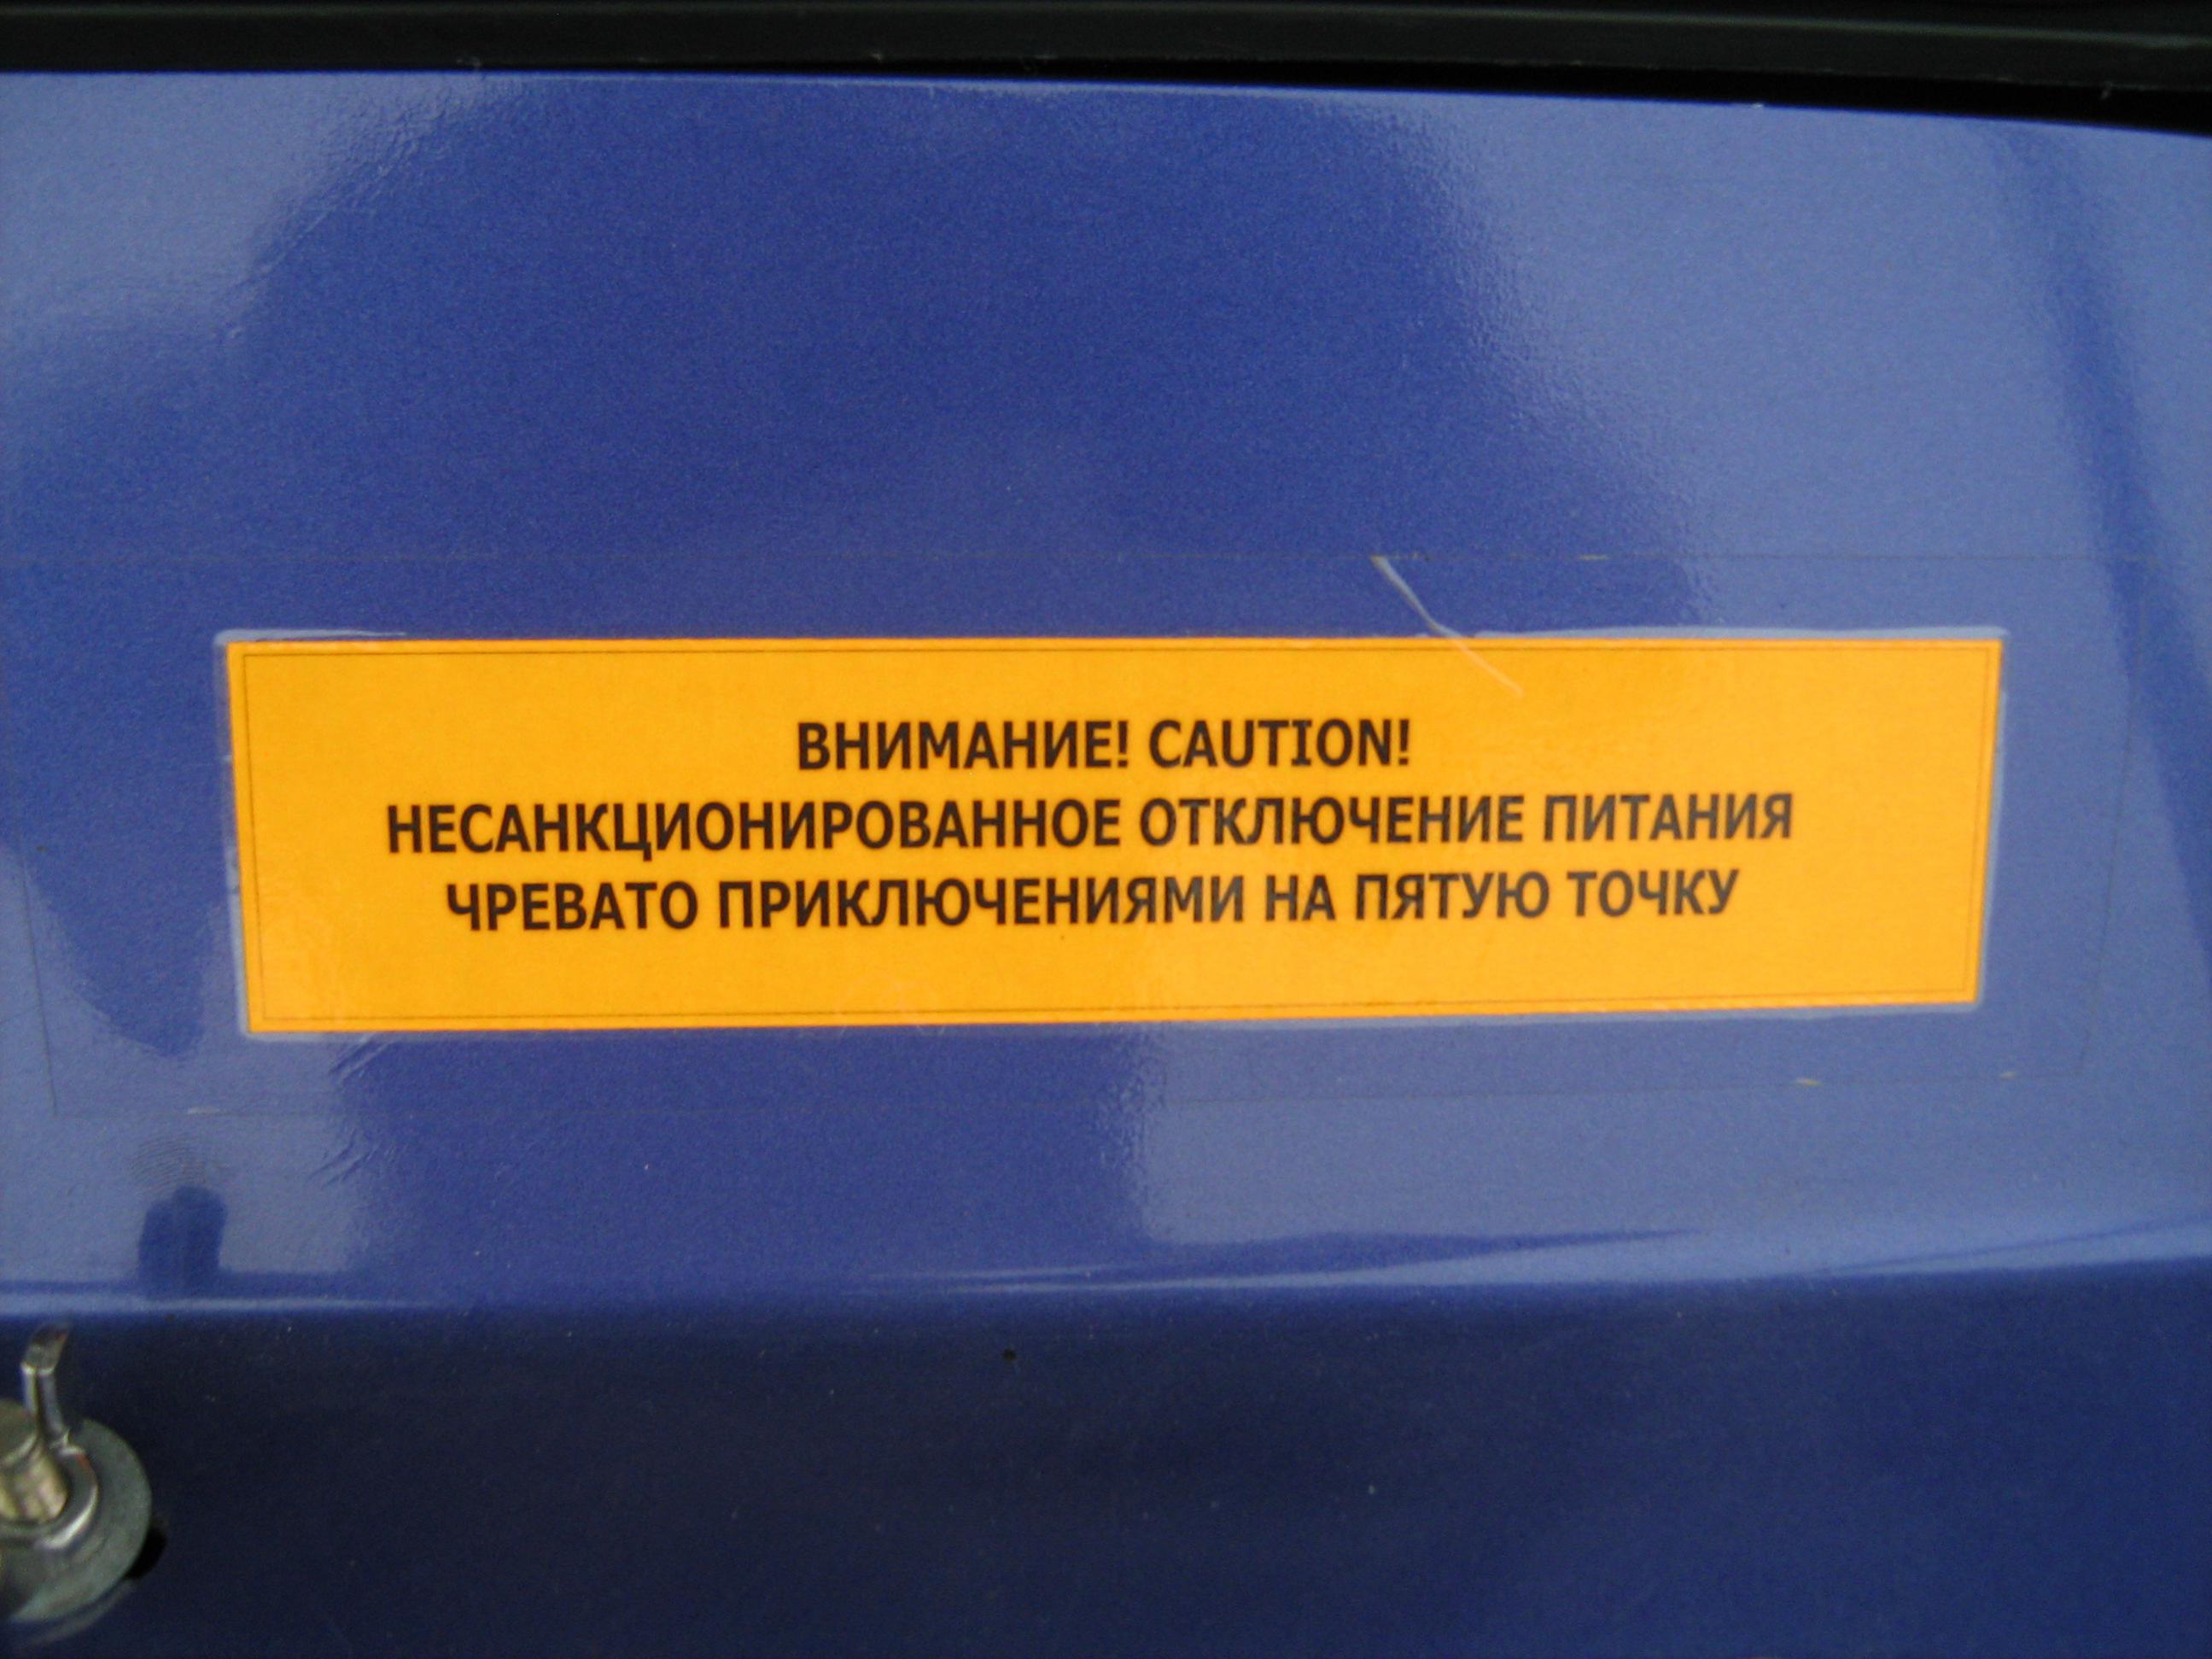 ВНИМАНИЕ! CAUTION!
НЕСАНКЦИОНИРОВАННОЕ ОТКЛЮЧЕНИЕ ПИТАНИЯ
ЧРЕВАТО ПРИКЛЮЧЕНИЯМИ НА ПЯТУЮ ТОЧКУ